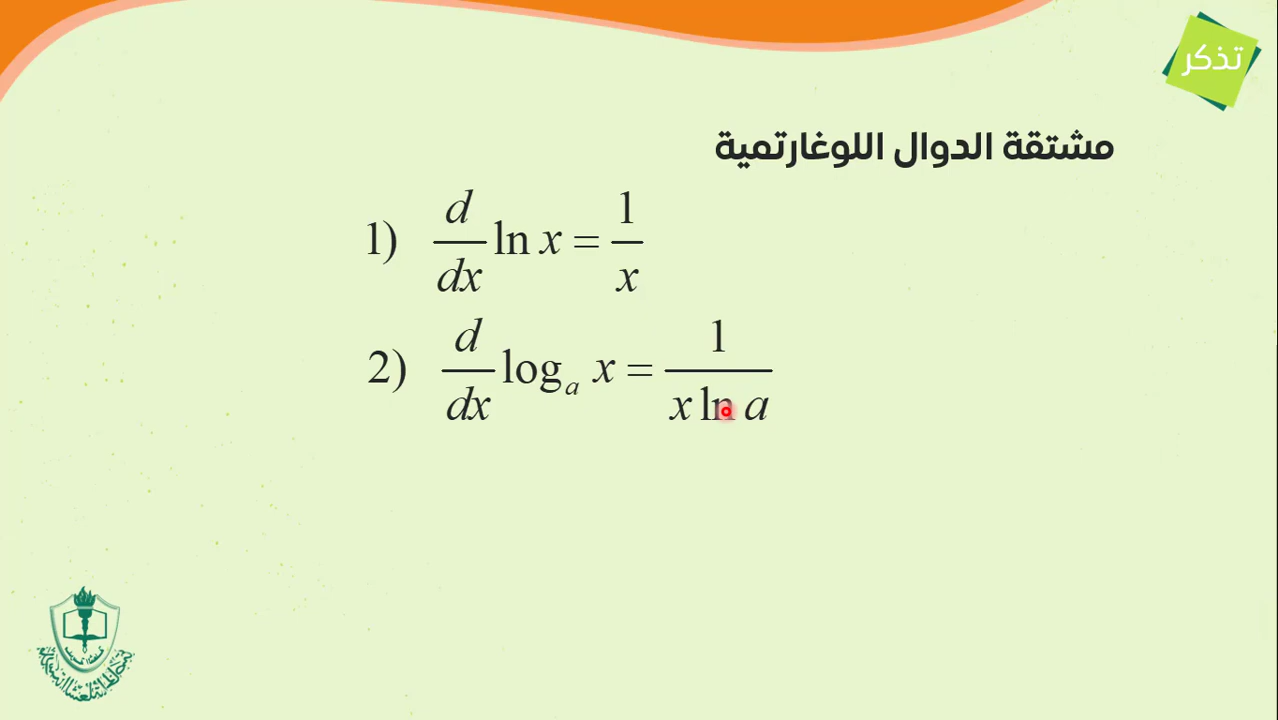 تذكر
مشتقة الدوال اللوغارتمية
1) d/dx ln x = 1/x
2) d/dx log_a x = 1/(x ln a)